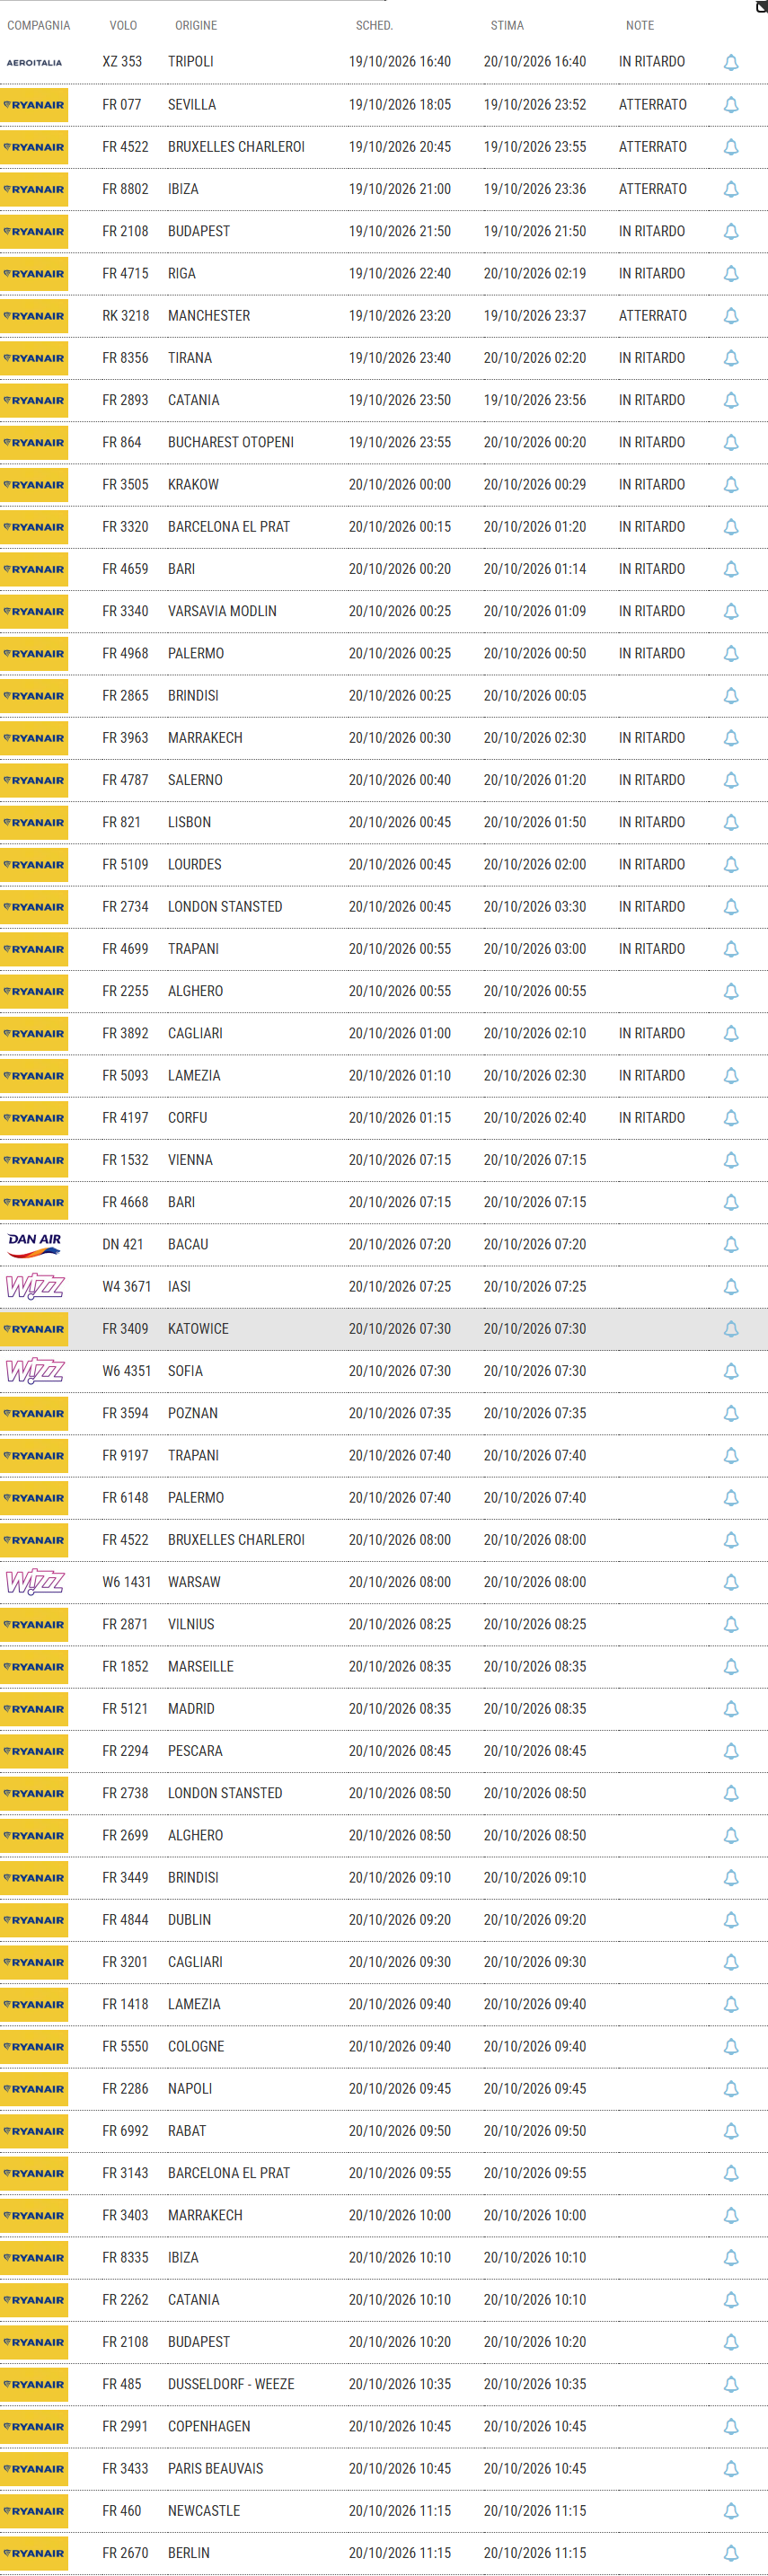 COMPAGNIA VOLO ORIGINE SCHED. STIMA NOTE
AEROITALIA XZ 353 TRIPOLI 19/10/2026 16:40 20/10/2026 16:40 IN RITARDO
RYANAIR FR 077 SEVILLA 19/10/2026 18:05 19/10/2026 23:52 ATTERRATO
RYANAIR FR 4522 BRUXELLES CHARLEROI 19/10/2026 20:45 19/10/2026 23:55 ATTERRATO
RYANAIR FR 8802 IBIZA 19/10/2026 21:00 19/10/2026 23:36 ATTERRATO
RYANAIR FR 2108 BUDAPEST 19/10/2026 21:50 19/10/2026 21:50 IN RITARDO
RYANAIR FR 4715 RIGA 19/10/2026 22:40 20/10/2026 02:19 IN RITARDO
RYANAIR RK 3218 MANCHESTER 19/10/2026 23:20 19/10/2026 23:37 ATTERRATO
RYANAIR FR 8356 TIRANA 19/10/2026 23:40 20/10/2026 02:20 IN RITARDO
RYANAIR FR 2893 CATANIA 19/10/2026 23:50 19/10/2026 23:56 IN RITARDO
RYANAIR FR 864 BUCHAREST OTOPENI 19/10/2026 23:55 20/10/2026 00:20 IN RITARDO
RYANAIR FR 3505 KRAKOW 20/10/2026 00:00 20/10/2026 00:29 IN RITARDO
RYANAIR FR 3320 BARCELONA EL PRAT 20/10/2026 00:15 20/10/2026 01:20 IN RITARDO
RYANAIR FR 4659 BARI 20/10/2026 00:20 20/10/2026 01:14 IN RITARDO
RYANAIR FR 3340 VARSAVIA MODLIN 20/10/2026 00:25 20/10/2026 01:09 IN RITARDO
RYANAIR FR 4968 PALERMO 20/10/2026 00:25 20/10/2026 00:50 IN RITARDO
RYANAIR FR 2865 BRINDISI 20/10/2026 00:25 20/10/2026 00:05
RYANAIR FR 3963 MARRAKECH 20/10/2026 00:30 20/10/2026 02:30 IN RITARDO
RYANAIR FR 4787 SALERNO 20/10/2026 00:40 20/10/2026 01:20 IN RITARDO
RYANAIR FR 821 LISBON 20/10/2026 00:45 20/10/2026 01:50 IN RITARDO
RYANAIR FR 5109 LOURDES 20/10/2026 00:45 20/10/2026 02:00 IN RITARDO
RYANAIR FR 2734 LONDON STANSTED 20/10/2026 00:45 20/10/2026 03:30 IN RITARDO
RYANAIR FR 4699 TRAPANI 20/10/2026 00:55 20/10/2026 03:00 IN RITARDO
RYANAIR FR 2255 ALGHERO 20/10/2026 00:55 20/10/2026 00:55
RYANAIR FR 3892 CAGLIARI 20/10/2026 01:00 20/10/2026 02:10 IN RITARDO
RYANAIR FR 5093 LAMEZIA 20/10/2026 01:10 20/10/2026 02:30 IN RITARDO
RYANAIR FR 4197 CORFU 20/10/2026 01:15 20/10/2026 02:40 IN RITARDO
RYANAIR FR 1532 VIENNA 20/10/2026 07:15 20/10/2026 07:15
RYANAIR FR 4668 BARI 20/10/2026 07:15 20/10/2026 07:15
DAN AIR DN 421 BACAU 20/10/2026 07:20 20/10/2026 07:20
WIZZ W4 3671 IASI 20/10/2026 07:25 20/10/2026 07:25
RYANAIR FR 3409 KATOWICE 20/10/2026 07:30 20/10/2026 07:30
WIZZ W6 4351 SOFIA 20/10/2026 07:30 20/10/2026 07:30
RYANAIR FR 3594 POZNAN 20/10/2026 07:35 20/10/2026 07:35
RYANAIR FR 9197 TRAPANI 20/10/2026 07:40 20/10/2026 07:40
RYANAIR FR 6148 PALERMO 20/10/2026 07:40 20/10/2026 07:40
RYANAIR FR 4522 BRUXELLES CHARLEROI 20/10/2026 08:00 20/10/2026 08:00
WIZZ W6 1431 WARSAW 20/10/2026 08:00 20/10/2026 08:00
RYANAIR FR 2871 VILNIUS 20/10/2026 08:25 20/10/2026 08:25
RYANAIR FR 1852 MARSEILLE 20/10/2026 08:35 20/10/2026 08:35
RYANAIR FR 5121 MADRID 20/10/2026 08:35 20/10/2026 08:35
RYANAIR FR 2294 PESCARA 20/10/2026 08:45 20/10/2026 08:45
RYANAIR FR 2738 LONDON STANSTED 20/10/2026 08:50 20/10/2026 08:50
RYANAIR FR 2699 ALGHERO 20/10/2026 08:50 20/10/2026 08:50
RYANAIR FR 3449 BRINDISI 20/10/2026 09:10 20/10/2026 09:10
RYANAIR FR 4844 DUBLIN 20/10/2026 09:20 20/10/2026 09:20
RYANAIR FR 3201 CAGLIARI 20/10/2026 09:30 20/10/2026 09:30
RYANAIR FR 1418 LAMEZIA 20/10/2026 09:40 20/10/2026 09:40
RYANAIR FR 5550 COLOGNE 20/10/2026 09:40 20/10/2026 09:40
RYANAIR FR 2286 NAPOLI 20/10/2026 09:45 20/10/2026 09:45
RYANAIR FR 6992 RABAT 20/10/2026 09:50 20/10/2026 09:50
RYANAIR FR 3143 BARCELONA EL PRAT 20/10/2026 09:55 20/10/2026 09:55
RYANAIR FR 3403 MARRAKECH 20/10/2026 10:00 20/10/2026 10:00
RYANAIR FR 8335 IBIZA 20/10/2026 10:10 20/10/2026 10:10
RYANAIR FR 2262 CATANIA 20/10/2026 10:10 20/10/2026 10:10
RYANAIR FR 2108 BUDAPEST 20/10/2026 10:20 20/10/2026 10:20
RYANAIR FR 485 DUSSELDORF - WEEZE 20/10/2026 10:35 20/10/2026 10:35
RYANAIR FR 2991 COPENHAGEN 20/10/2026 10:45 20/10/2026 10:45
RYANAIR FR 3433 PARIS BEAUVAIS 20/10/2026 10:45 20/10/2026 10:45
RYANAIR FR 460 NEWCASTLE 20/10/2026 11:15 20/10/2026 11:15
RYANAIR FR 2670 BERLIN 20/10/2026 11:15 20/10/2026 11:15